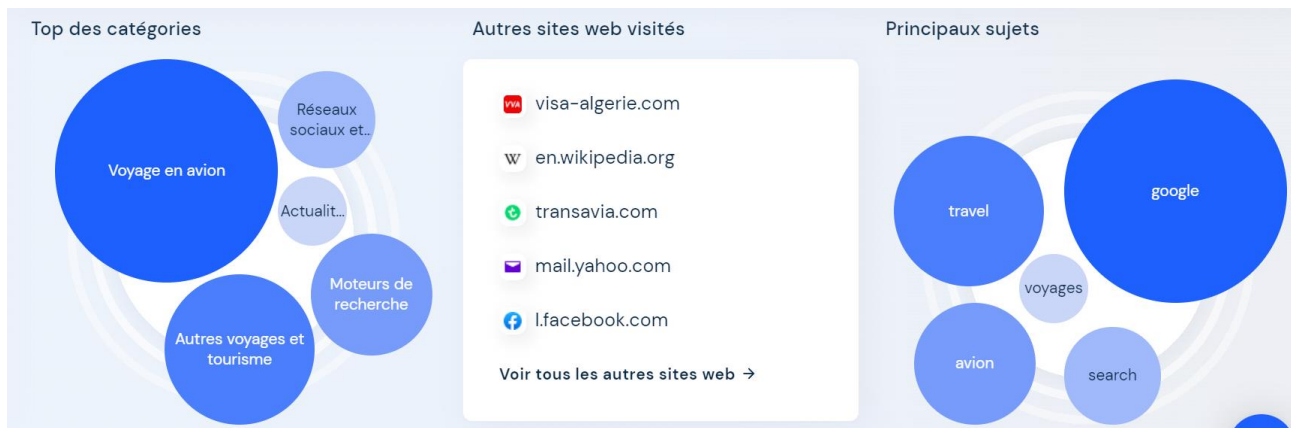 Top des catégories
Voyage en avion
Réseaux
sociaux et..
Actualit...
Moteurs de
recherche
Autres voyages et
tourisme
Autres sites web visités
VVA
visa-algerie.com
W
en.wikipedia.org
transavia.com
mail.yahoo.com
l.facebook.com
Voir tous les autres sites web →
Principaux sujets
google
travel
voyages
avion
search